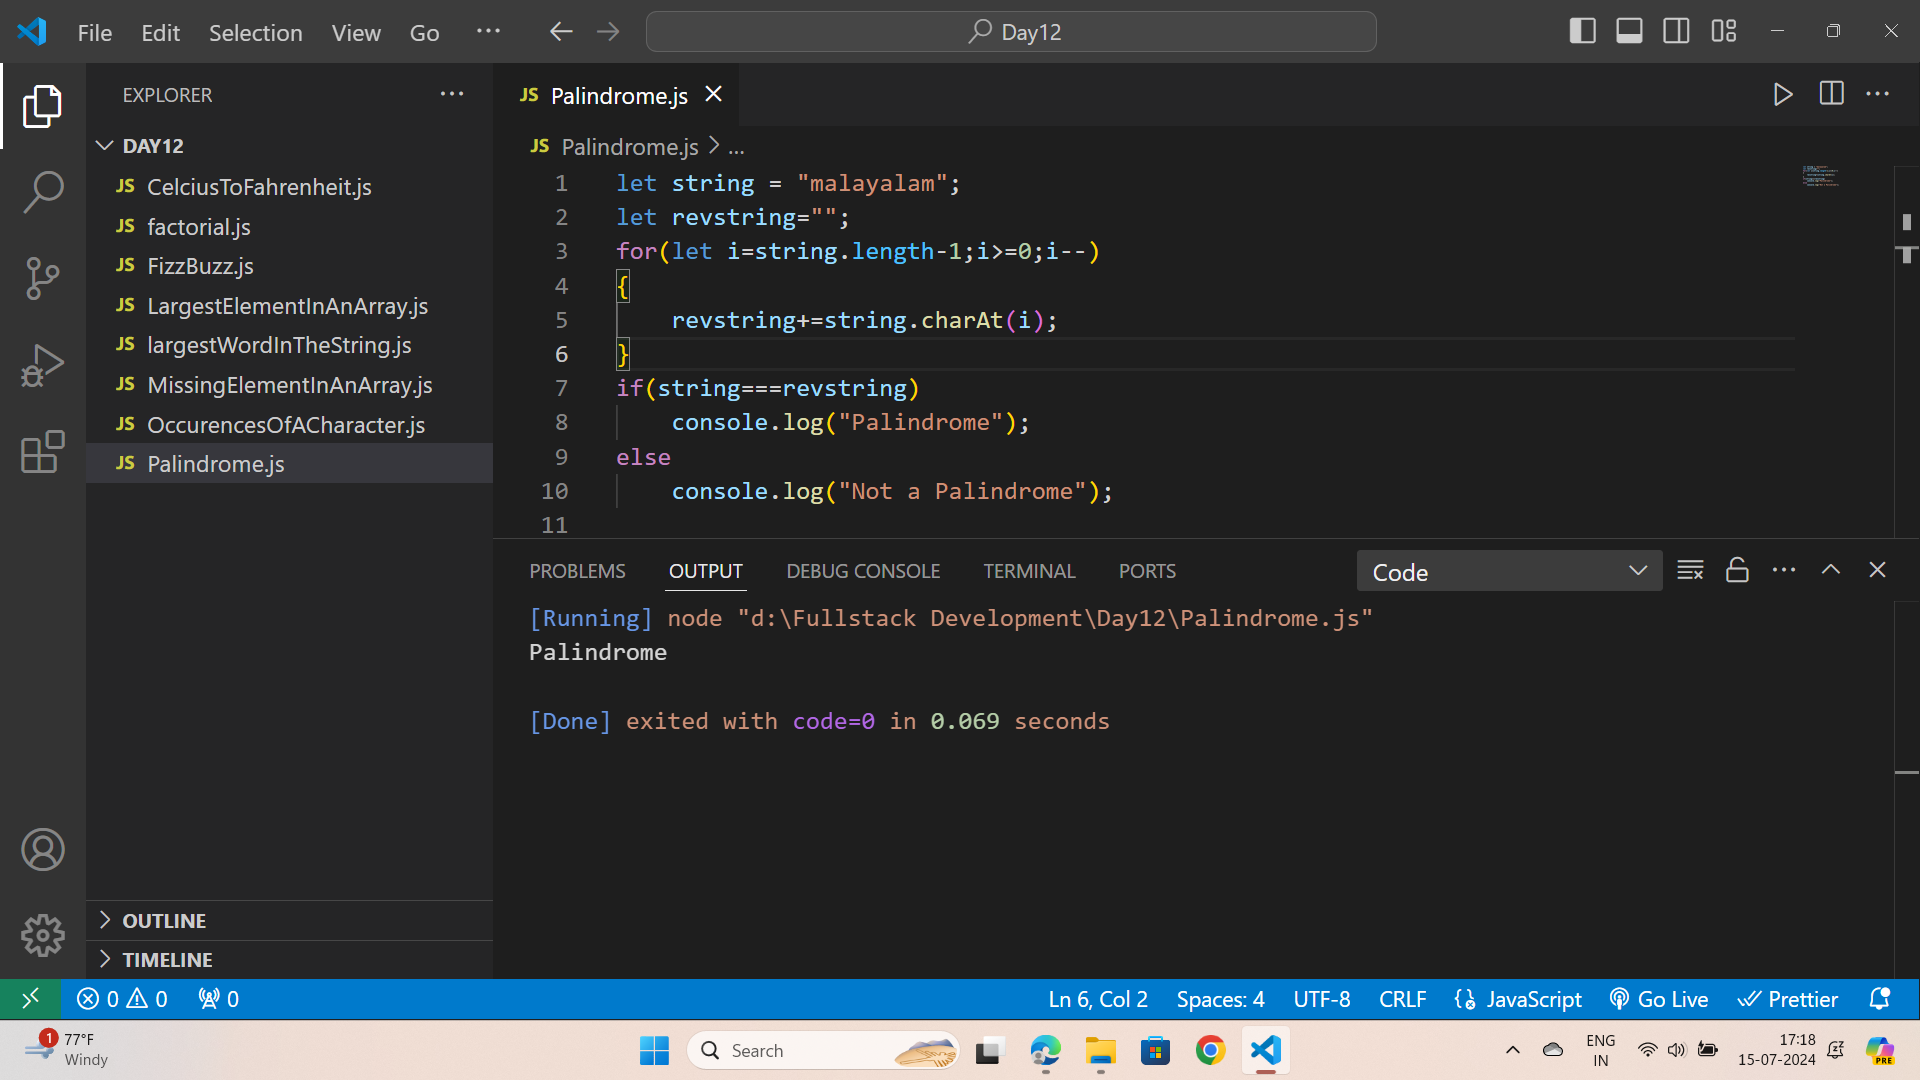 File Edit Selection View Go ... Day12
EXPLORER ...
DAY12
JS CelciusToFahrenheit.js
JS factorial.js
JS FizzBuzz.js
JS LargestElementInAnArray.js
JS largestWordInTheString.js
JS MissingElementInAnArray.js
JS OccurencesOfACharacter.js
JS Palindrome.js
OUTLINE
TIMELINE
JS Palindrome.js
JS Palindrome.js > ...
1 let string = "malayalam";
2 let revstring="";
3 for(let i=string.length-1;i>=0;i--)
4 {
5 revstring+=string.charAt(i);
6 }
7 if(string===revstring)
8 console.log("Palindrome");
9 else
10 console.log("Not a Palindrome");
11
PROBLEMS OUTPUT DEBUG CONSOLE TERMINAL PORTS Code
[Running] node "d:\Fullstack Development\Day12\Palindrome.js"
Palindrome
[Done] exited with code=0 in 0.069 seconds
0 0 0 Ln 6, Col 2 Spaces: 4 UTF-8 CRLF JavaScript Go Live Prettier
1 77°F
Windy
Search
ENG
IN
17:18
15-07-2024
PRE